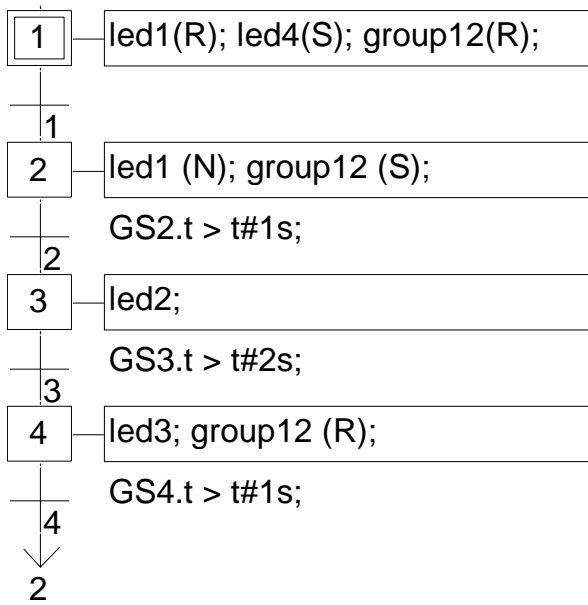 1 led1(R); led4(S); group12(R);
1
2 led1 (N); group12 (S);
GS2.t > t#1s;
2
3 led2;
GS3.t > t#2s;
3
4 led3; group12 (R);
GS4.t > t#1s;
4
2